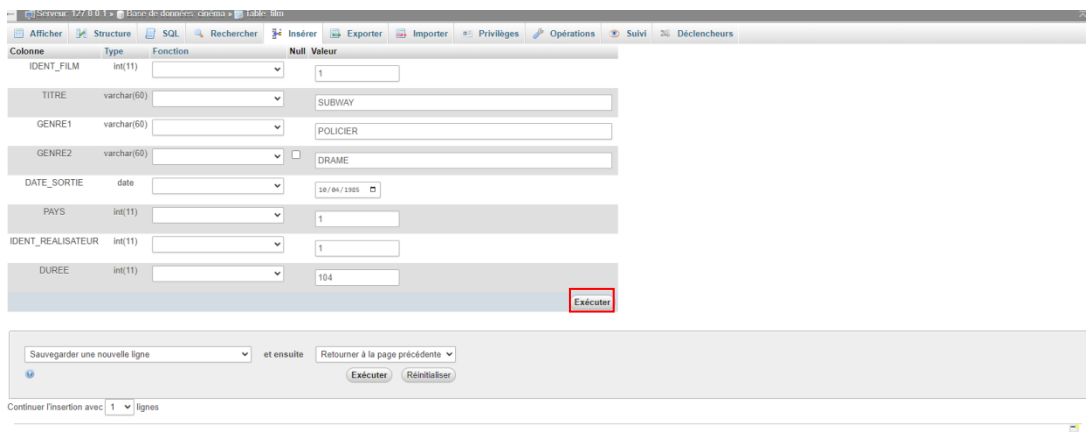 Serveur: 127.0.0.1 » Base de données: cinéma » Table: film
Afficher Structure SQL Rechercher Insérer Exporter Importer Privilèges Opérations Suivi Déclencheurs
Colonne Type Fonction Null Valeur
IDENT_FILM int(11) 1
TITRE varchar(60) SUBWAY
GENRE1 varchar(60) POLICIER
GENRE2 varchar(60) DRAME
DATE_SORTIE date 10/04/1985
PAYS int(11) 1
IDENT_REALISATEUR int(11) 1
DUREE int(11) 104
Exécuter
Sauvegarder une nouvelle ligne et ensuite Retourner à la page précédente
Exécuter Réinitialiser
Continuer l'insertion avec 1 lignes